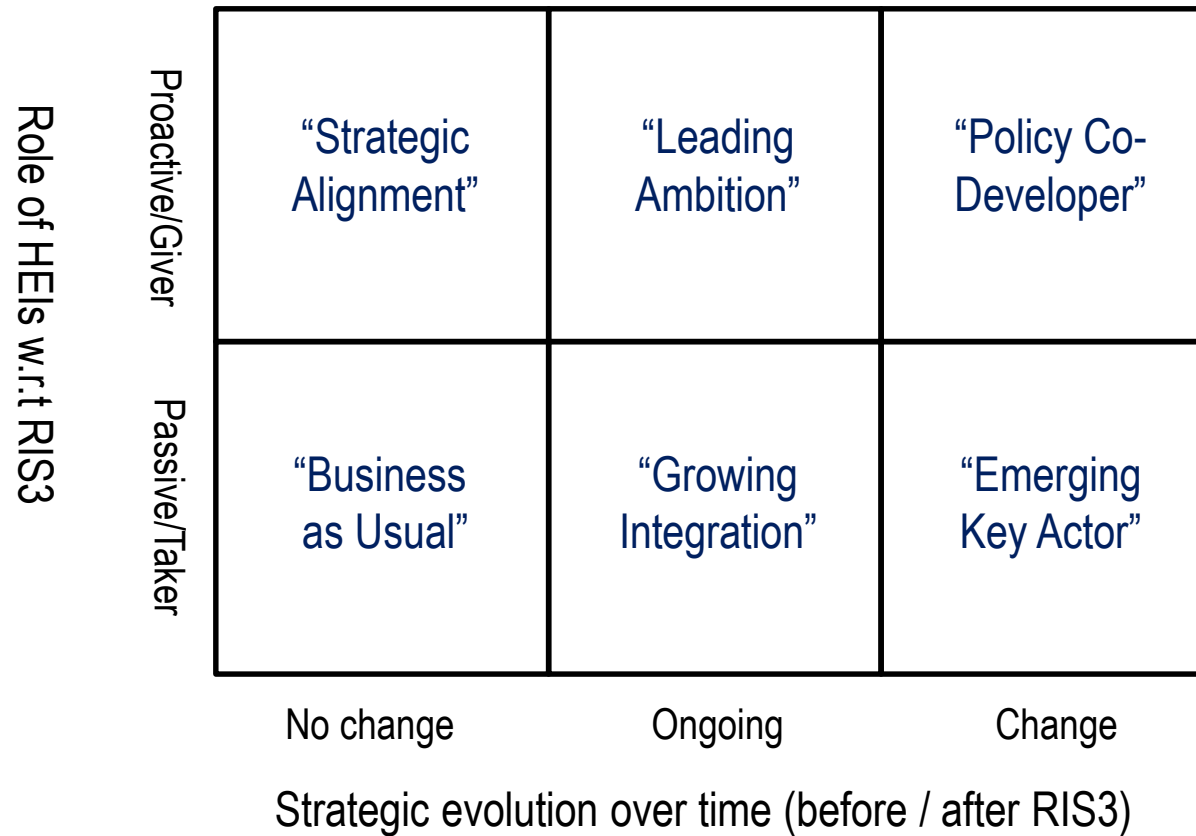 Role of HEIs w.r.t RIS3
Proactive/Giver
“Strategic
Alignment”
“Leading
Ambition”
“Policy Co-
Developer”
Passive/Taker
“Business
as Usual”
“Growing
Integration”
“Emerging
Key Actor”
No change
Ongoing
Change
Strategic evolution over time (before / after RIS3)